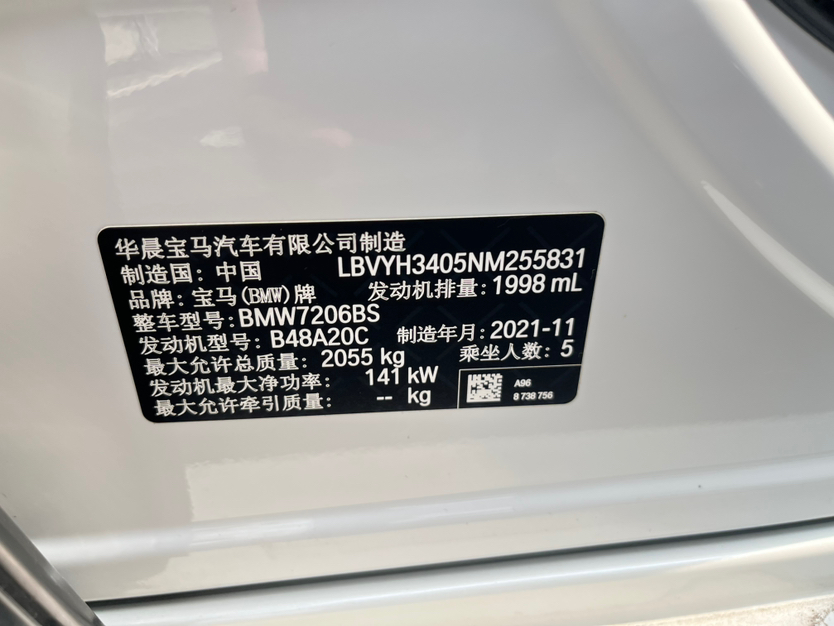 华晨宝马汽车有限公司制造
制造国：中国 LBVYH3405NM255831
品牌：宝马(BMW)牌 发动机排量：1998 mL
整车型号：BMW7206BS
发动机型号：B48A20C 制造年月：2021-11
最大允许总质量：2055 kg 乘坐人数：5
发动机最大净功率：141 kW
最大允许牵引质量：-- kg
A96
8 738 756